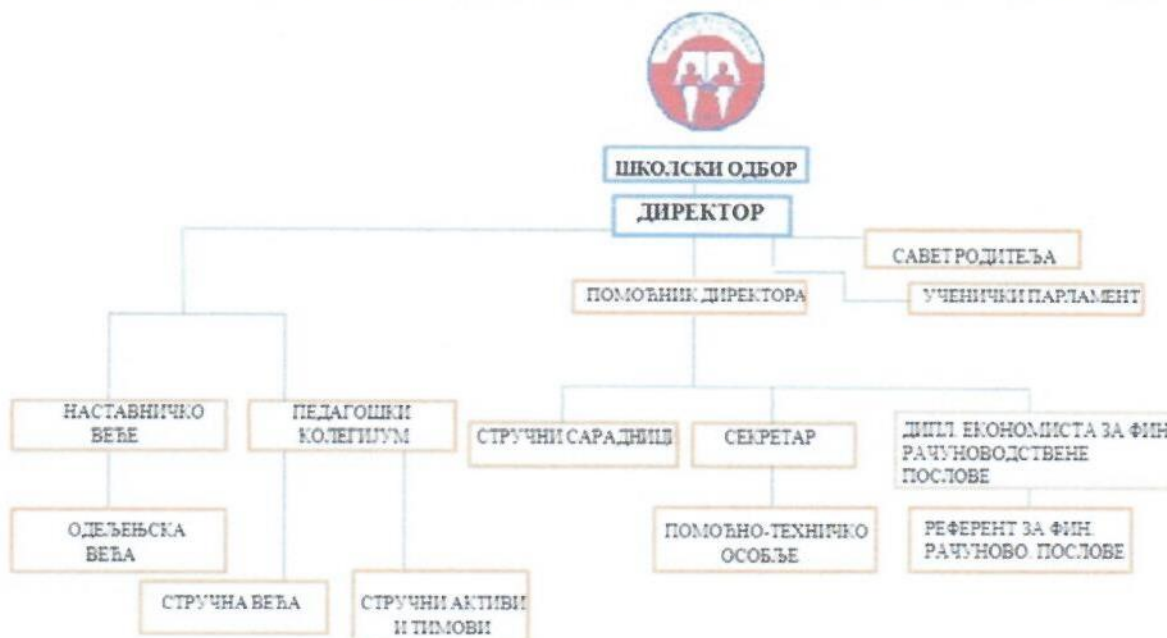 ШКОЛСКИ ОДБОР
ДИРЕКТОР
САВЕТ РОДИТЕЉА
ПОМОЋНИК ДИРЕКТОРА
УЧЕНИЧКИ ПАРЛАМЕНТ
НАСТАВНИЧКО
ВЕЋЕ
ПЕДАГОШКИ
КОЛЕГИЈУМ
СТРУЧНИ САРАДНИЦИ
СЕКРЕТАР
ДИПЛ. ЕКОНОМИСТА ЗА ФИН
РАЧУНОВОДСТВЕНЕ
ПОСЛОВЕ
ОДЕЉЕЊСКА
ВЕЋА
ПОМОЋНО-ТЕХНИЧКО
ОСОБЉЕ
РЕФЕРЕНТ ЗА ФИН.
РАЧУНОВО. ПОСЛОВЕ
СТРУЧНА ВЕЋА
СТРУЧНИ АКТИВИ
И ТИМОВИ